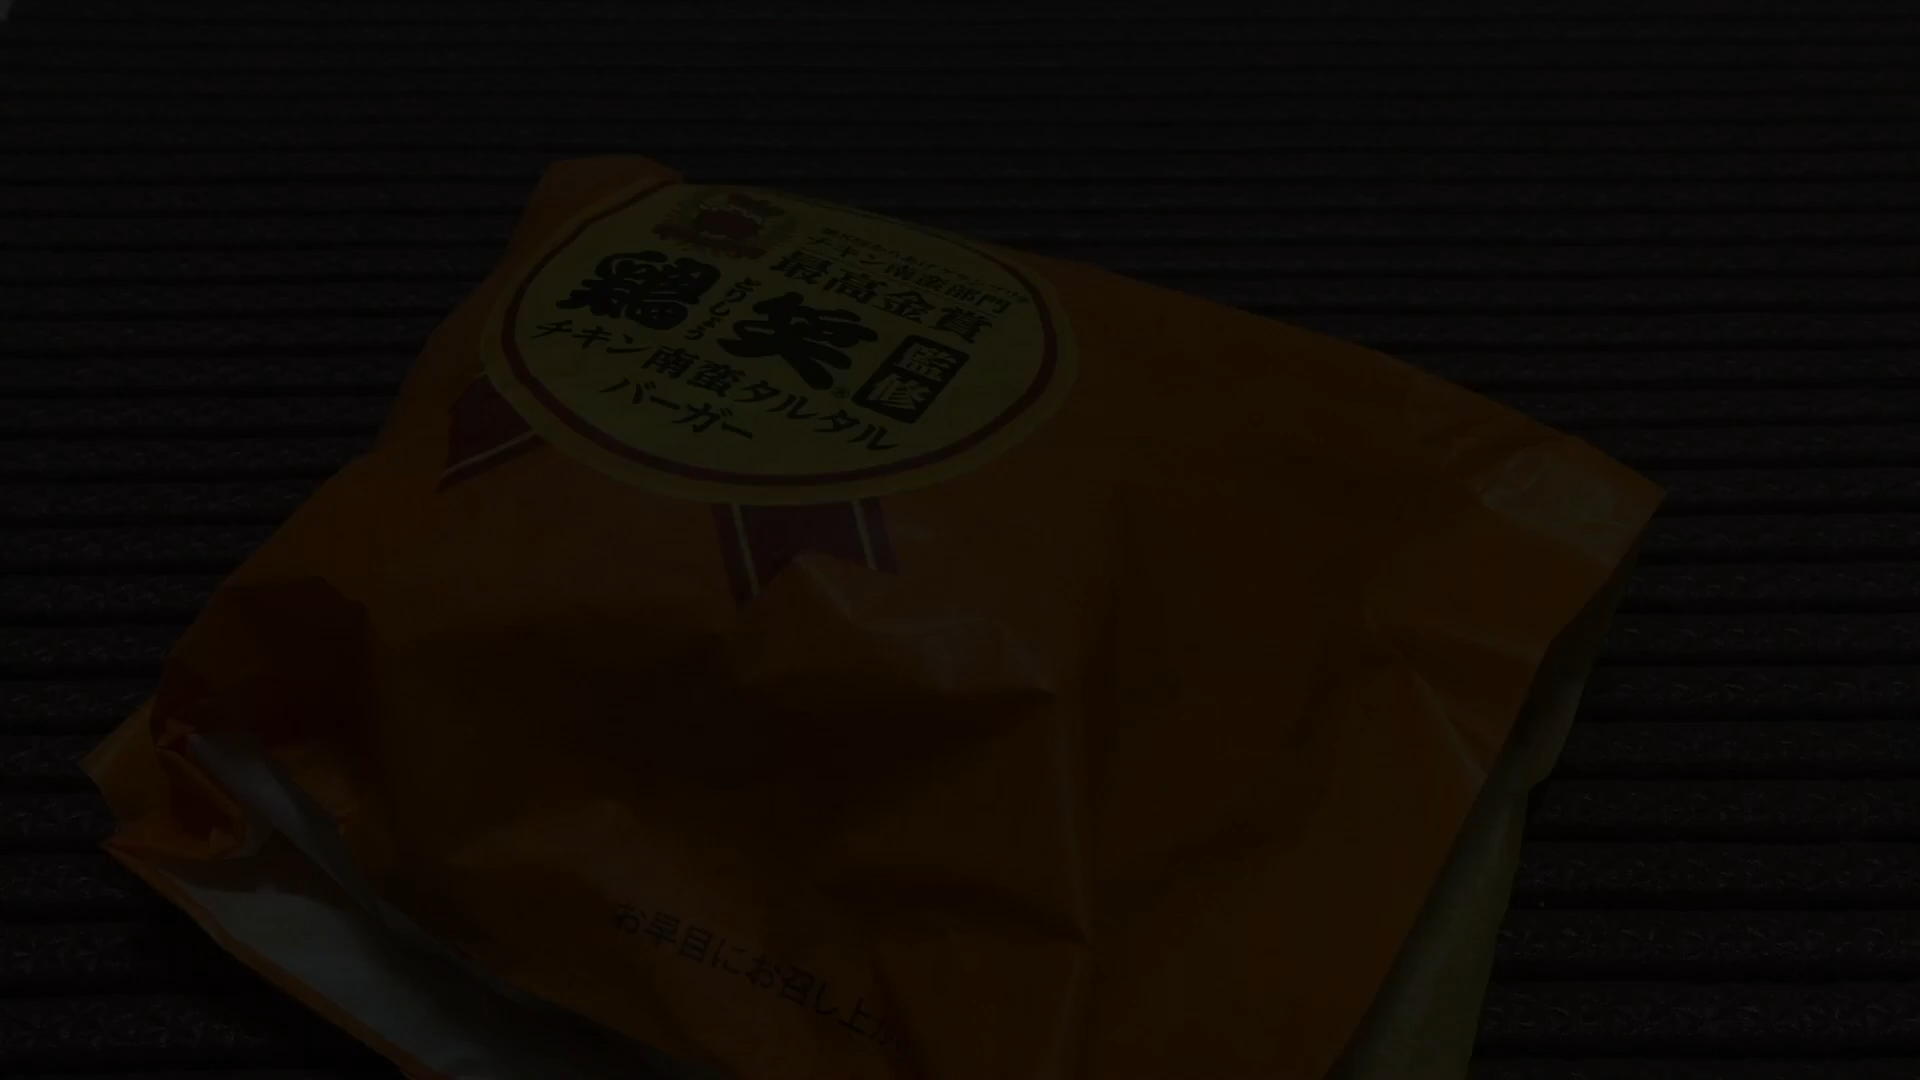 チキン南蛮部門
最高金賞
鶏笑
とりしょう
監修
チキン南蛮タルタル
バーガー
お早目にお召し上が